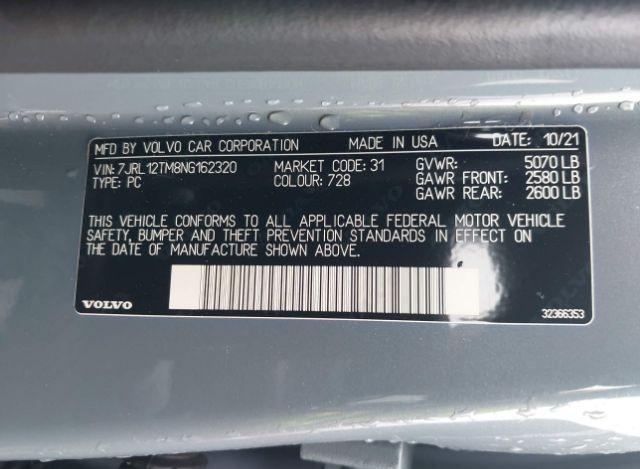 MFD BY VOLVO CAR CORPORATION MADE IN USA DATE: 10/21
VIN: 7JRL12TM8NG162320 MARKET CODE: 31 GVWR: 5070 LB
TYPE: PC COLOUR: 728 GAWR FRONT: 2580 LB
GAWR REAR: 2600 LB
THIS VEHICLE CONFORMS TO ALL APPLICABLE FEDERAL MOTOR VEHICLE
SAFETY, BUMPER AND THEFT PREVENTION STANDARDS IN EFFECT ON
THE DATE OF MANUFACTURE SHOWN ABOVE.
VOLVO 32366353